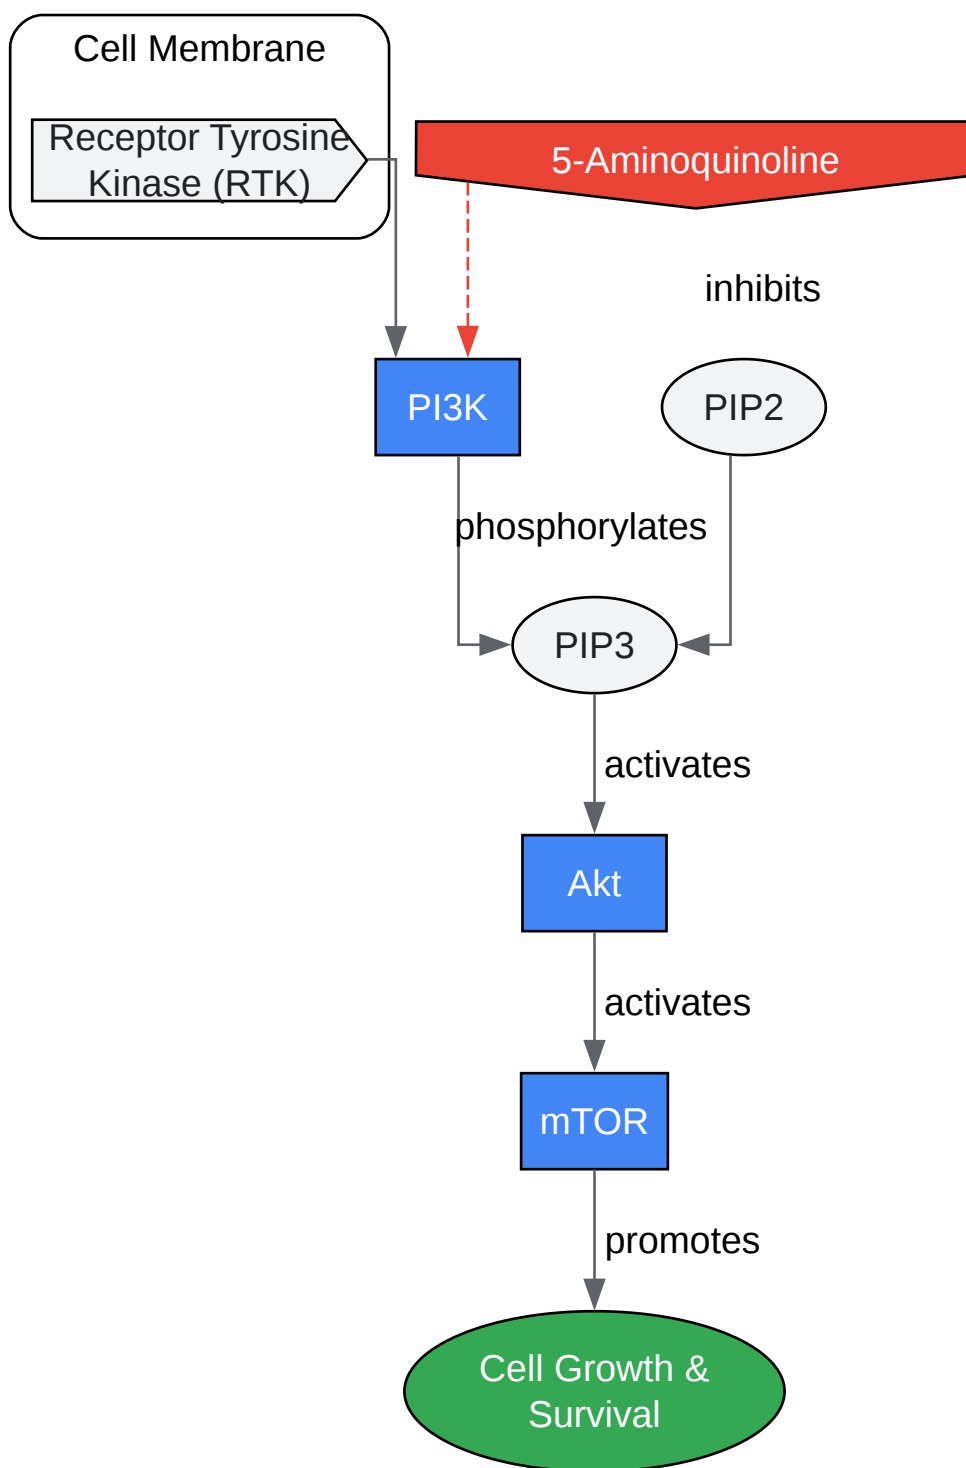 Cell Membrane
Receptor Tyrosine
Kinase (RTK)
5-Aminoquinoline
inhibits
PI3K
PIP2
phosphorylates
PIP3
activates
Akt
activates
mTOR
promotes
Cell Growth &
Survival